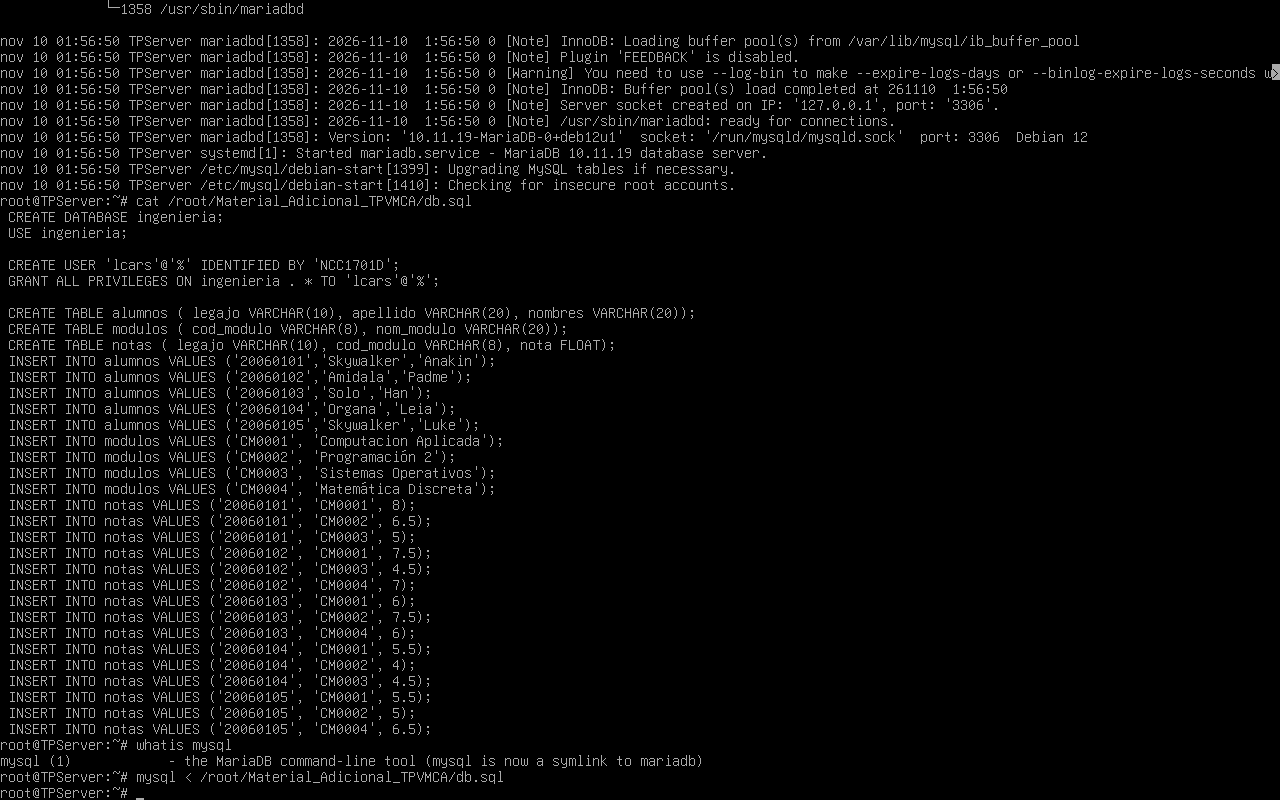 └─1358 /usr/sbin/mariadbd
nov 10 01:56:50 TPServer mariadbd[1358]: 2026-11-10  1:56:50 0 [Note] InnoDB: Loading buffer pool(s) from /var/lib/mysql/ib_buffer_pool
nov 10 01:56:50 TPServer mariadbd[1358]: 2026-11-10  1:56:50 0 [Note] Plugin 'FEEDBACK' is disabled.
nov 10 01:56:50 TPServer mariadbd[1358]: 2026-11-10  1:56:50 0 [Warning] You need to use --log-bin to make --expire-logs-days or --binlog-expire-logs-seconds w>
nov 10 01:56:50 TPServer mariadbd[1358]: 2026-11-10  1:56:50 0 [Note] InnoDB: Buffer pool(s) load completed at 261110  1:56:50
nov 10 01:56:50 TPServer mariadbd[1358]: 2026-11-10  1:56:50 0 [Note] Server socket created on IP: '127.0.0.1', port: '3306'.
nov 10 01:56:50 TPServer mariadbd[1358]: 2026-11-10  1:56:50 0 [Note] /usr/sbin/mariadbd: ready for connections.
nov 10 01:56:50 TPServer mariadbd[1358]: Version: '10.11.19-MariaDB-0+deb12u1'  socket: '/run/mysqld/mysqld.sock'  port: 3306  Debian 12
nov 10 01:56:50 TPServer systemd[1]: Started mariadb.service - MariaDB 10.11.19 database server.
nov 10 01:56:50 TPServer /etc/mysql/debian-start[1399]: Upgrading MySQL tables if necessary.
nov 10 01:56:50 TPServer /etc/mysql/debian-start[1410]: Checking for insecure root accounts.
root@TPServer:~# cat /root/Material_Adicional_TPVMCA/db.sql
CREATE DATABASE ingenieria;
USE ingenieria;
CREATE USER 'lcars'@'%' IDENTIFIED BY 'NCC1701D';
GRANT ALL PRIVILEGES ON ingenieria . * TO 'lcars'@'%';
CREATE TABLE alumnos ( legajo VARCHAR(10), apellido VARCHAR(20), nombres VARCHAR(20));
CREATE TABLE modulos ( cod_modulo VARCHAR(8), nom_modulo VARCHAR(20));
CREATE TABLE notas ( legajo VARCHAR(10), cod_modulo VARCHAR(8), nota FLOAT);
INSERT INTO alumnos VALUES ('20060101','Skywalker','Anakin');
INSERT INTO alumnos VALUES ('20060102','Amidala','Padme');
INSERT INTO alumnos VALUES ('20060103','Solo','Han');
INSERT INTO alumnos VALUES ('20060104','Organa','Leia');
INSERT INTO alumnos VALUES ('20060105','Skywalker','Luke');
INSERT INTO modulos VALUES ('CM0001', 'Computacion Aplicada');
INSERT INTO modulos VALUES ('CM0002', 'Programación 2');
INSERT INTO modulos VALUES ('CM0003', 'Sistemas Operativos');
INSERT INTO modulos VALUES ('CM0004', 'Matemática Discreta');
INSERT INTO notas VALUES ('20060101', 'CM0001', 8);
INSERT INTO notas VALUES ('20060101', 'CM0002', 6.5);
INSERT INTO notas VALUES ('20060101', 'CM0003', 5);
INSERT INTO notas VALUES ('20060102', 'CM0001', 7.5);
INSERT INTO notas VALUES ('20060102', 'CM0003', 4.5);
INSERT INTO notas VALUES ('20060102', 'CM0004', 7);
INSERT INTO notas VALUES ('20060103', 'CM0001', 6);
INSERT INTO notas VALUES ('20060103', 'CM0002', 7.5);
INSERT INTO notas VALUES ('20060103', 'CM0004', 6);
INSERT INTO notas VALUES ('20060104', 'CM0001', 5.5);
INSERT INTO notas VALUES ('20060104', 'CM0002', 4);
INSERT INTO notas VALUES ('20060104', 'CM0003', 4.5);
INSERT INTO notas VALUES ('20060105', 'CM0001', 5.5);
INSERT INTO notas VALUES ('20060105', 'CM0002', 5);
INSERT INTO notas VALUES ('20060105', 'CM0004', 6.5);
root@TPServer:~# whatis mysql
mysql (1)            - the MariaDB command-line tool (mysql is now a symlink to mariadb)
root@TPServer:~# mysql < /root/Material_Adicional_TPVMCA/db.sql
root@TPServer:~# _